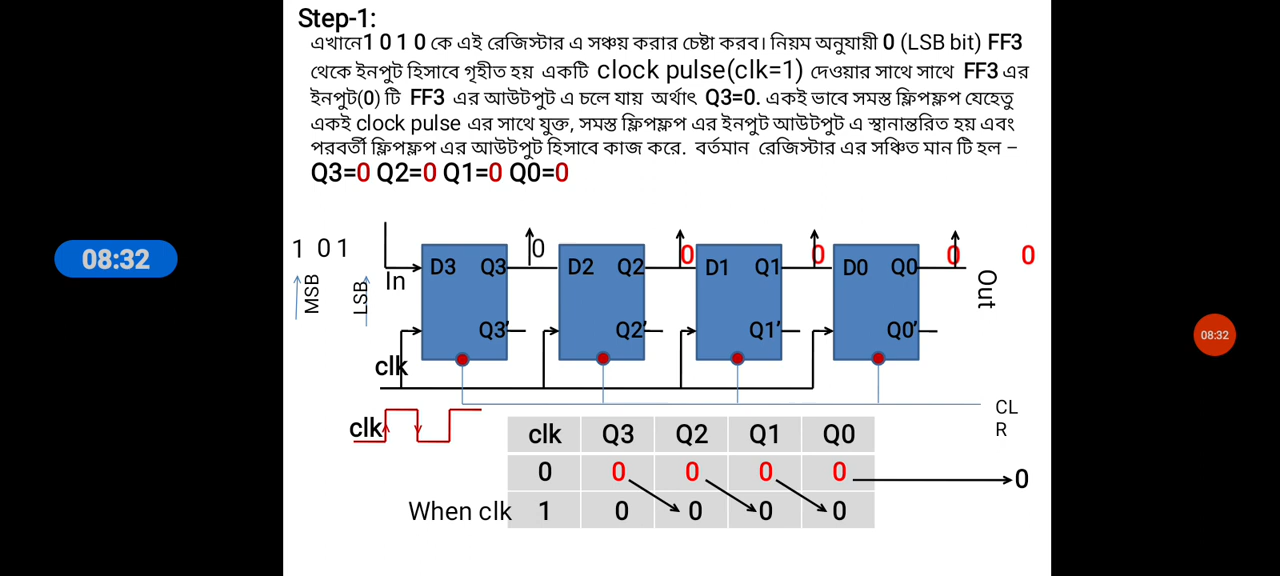 Step-1:
এখানে1 0 1 0 কে এই রেজিস্টার এ সঞ্চয় করার চেষ্টা করব। নিয়ম অনুযায়ী 0 (LSB bit) FF3
থেকে ইনপুট হিসাবে গৃহীত হয় একটি clock pulse(clk=1) দেওয়ার সাথে সাথে FF3 এর
ইনপুট(0) টি FF3 এর আউটপুট এ চলে যায় অর্থাৎ Q3=0. একই ভাবে সমস্ত ফ্লিপফ্লপ যেহেতু
একই clock pulse এর সাথে যুক্ত, সমস্ত ফ্লিপফ্লপ এর ইনপুট আউটপুট এ স্থানান্তরিত হয় এবং
পরবর্তী ফ্লিপফ্লপ এর আউটপুট হিসাবে কাজ করে. বর্তমান রেজিস্টার এর সঞ্চিত মান টি হল –
Q3=0 Q2=0 Q1=0 Q0=0
1 0 1 0 0 0 0 0
08:32
In D3 Q3 D2 Q2 D1 Q1 D0 Q0 Out
MSB LSB
Q3' Q2' Q1' Q0'
08:32
clk
CL
R
clk
clk Q3 Q2 Q1 Q0
0 0 0 0 0 0
When clk 1 0 0 0 0